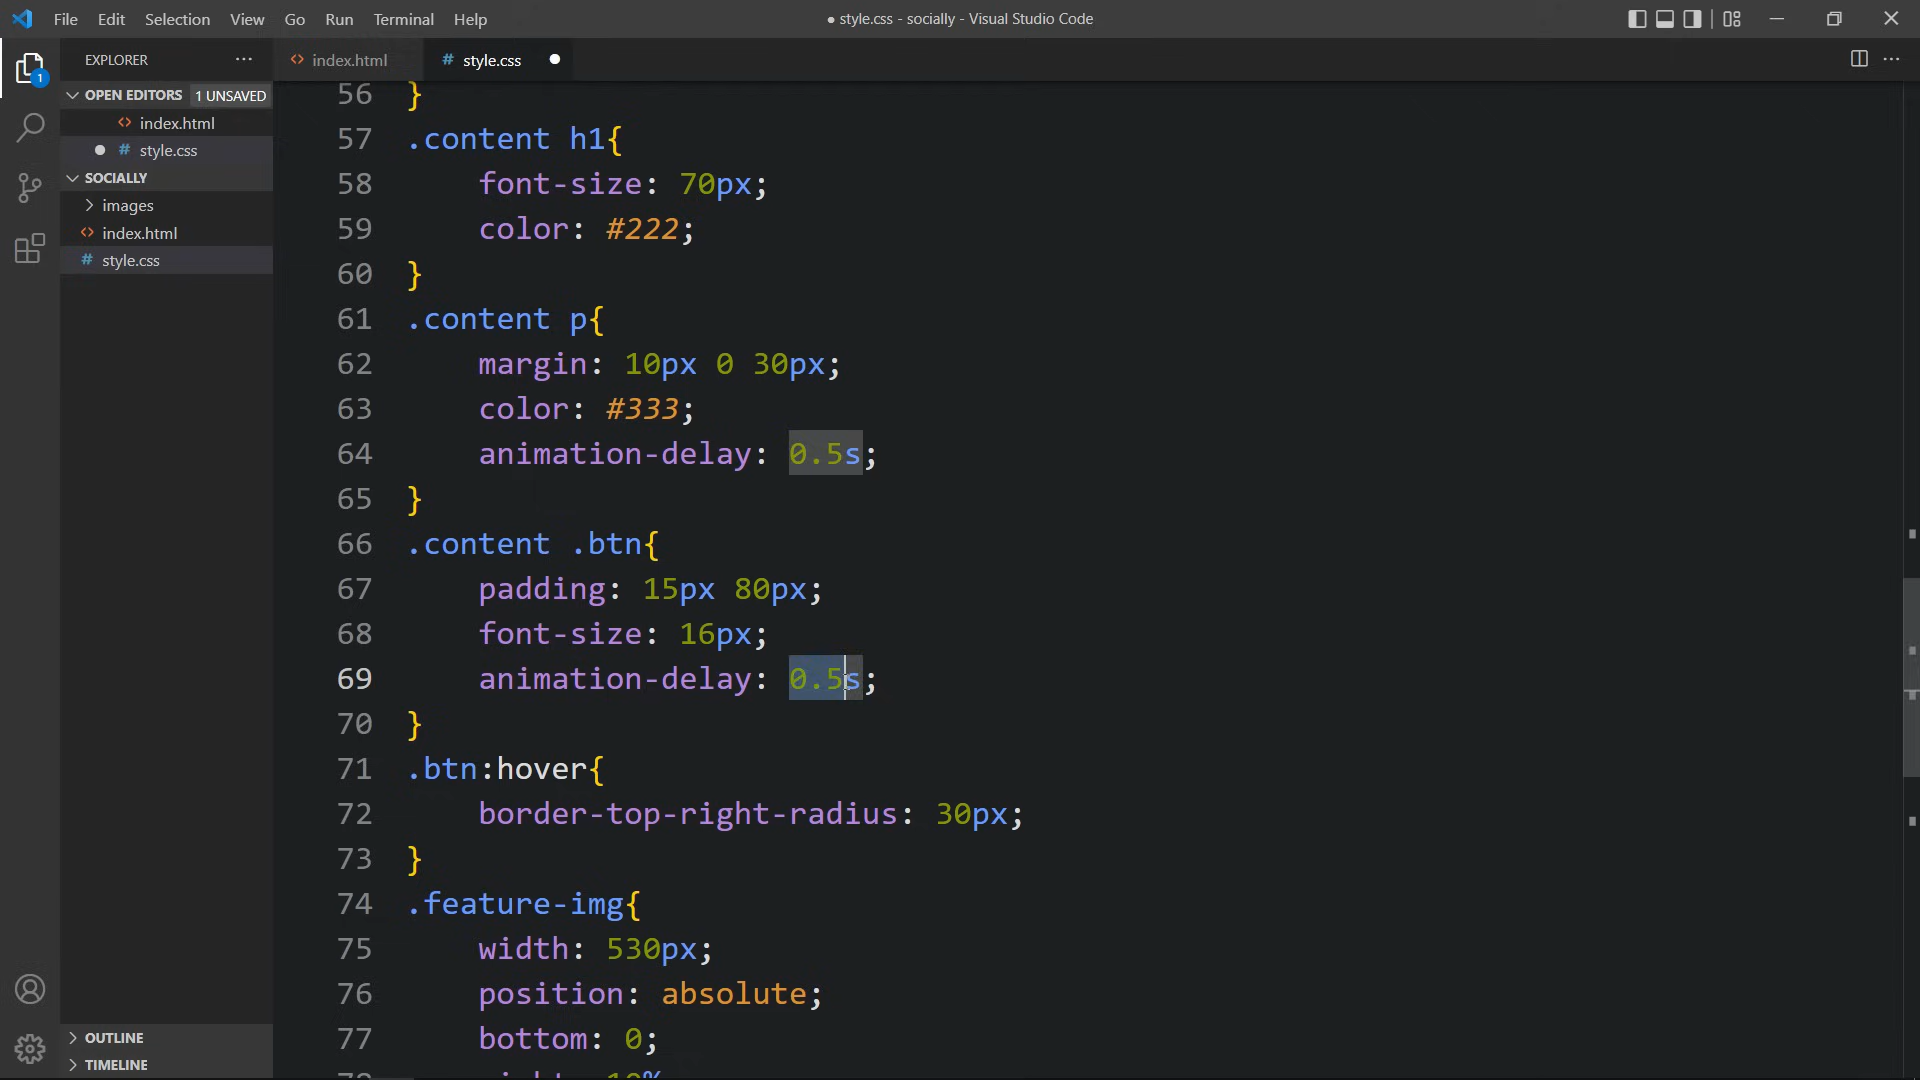 File Edit Selection View Go Run Terminal Help
● style.css - socially - Visual Studio Code
EXPLORER
index.html
# style.css
OPEN EDITORS 1 UNSAVED
index.html
# style.css
SOCIALLY
images
index.html
# style.css
1
56 }
57 .content h1{
58 font-size: 70px;
59 color: #222;
60 }
61 .content p{
62 margin: 10px 0 30px;
63 color: #333;
64 animation-delay: 0.5s;
65 }
66 .content .btn{
67 padding: 15px 80px;
68 font-size: 16px;
69 animation-delay: 0.5s;
70 }
71 .btn:hover{
72 border-top-right-radius: 30px;
73 }
74 .feature-img{
75 width: 530px;
76 position: absolute;
77 bottom: 0;
OUTLINE
TIMELINE